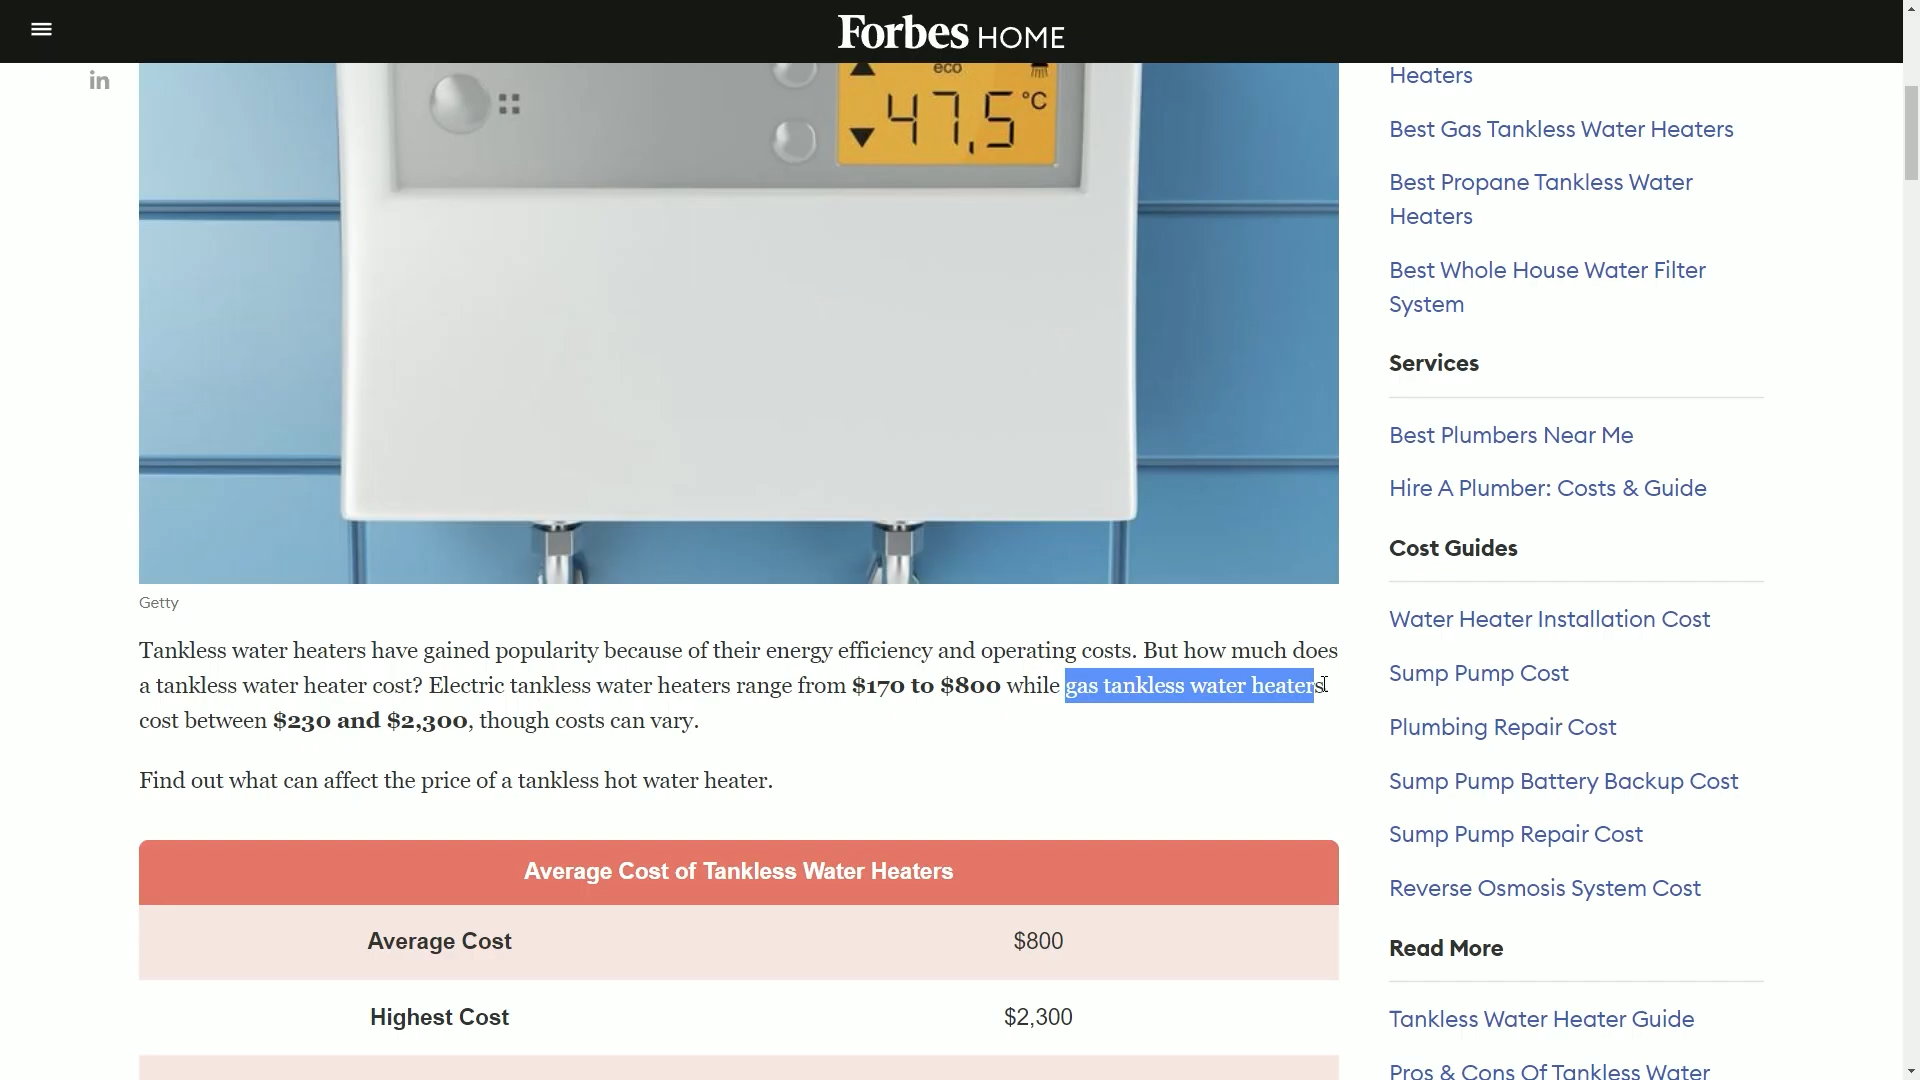 Forbes HOME
in
eco
47,5 °C
Getty
Tankless water heaters have gained popularity because of their energy efficiency and operating costs. But how much does
a tankless water heater cost? Electric tankless water heaters range from $170 to $800 while gas tankless water heaters
cost between $230 and $2,300, though costs can vary.
Find out what can affect the price of a tankless hot water heater.
Average Cost of Tankless Water Heaters
Average Cost $800
Highest Cost $2,300
Heaters
Best Gas Tankless Water Heaters
Best Propane Tankless Water
Heaters
Best Whole House Water Filter
System
Services
Best Plumbers Near Me
Hire A Plumber: Costs & Guide
Cost Guides
Water Heater Installation Cost
Sump Pump Cost
Plumbing Repair Cost
Sump Pump Battery Backup Cost
Sump Pump Repair Cost
Reverse Osmosis System Cost
Read More
Tankless Water Heater Guide
Pros & Cons Of Tankless Water